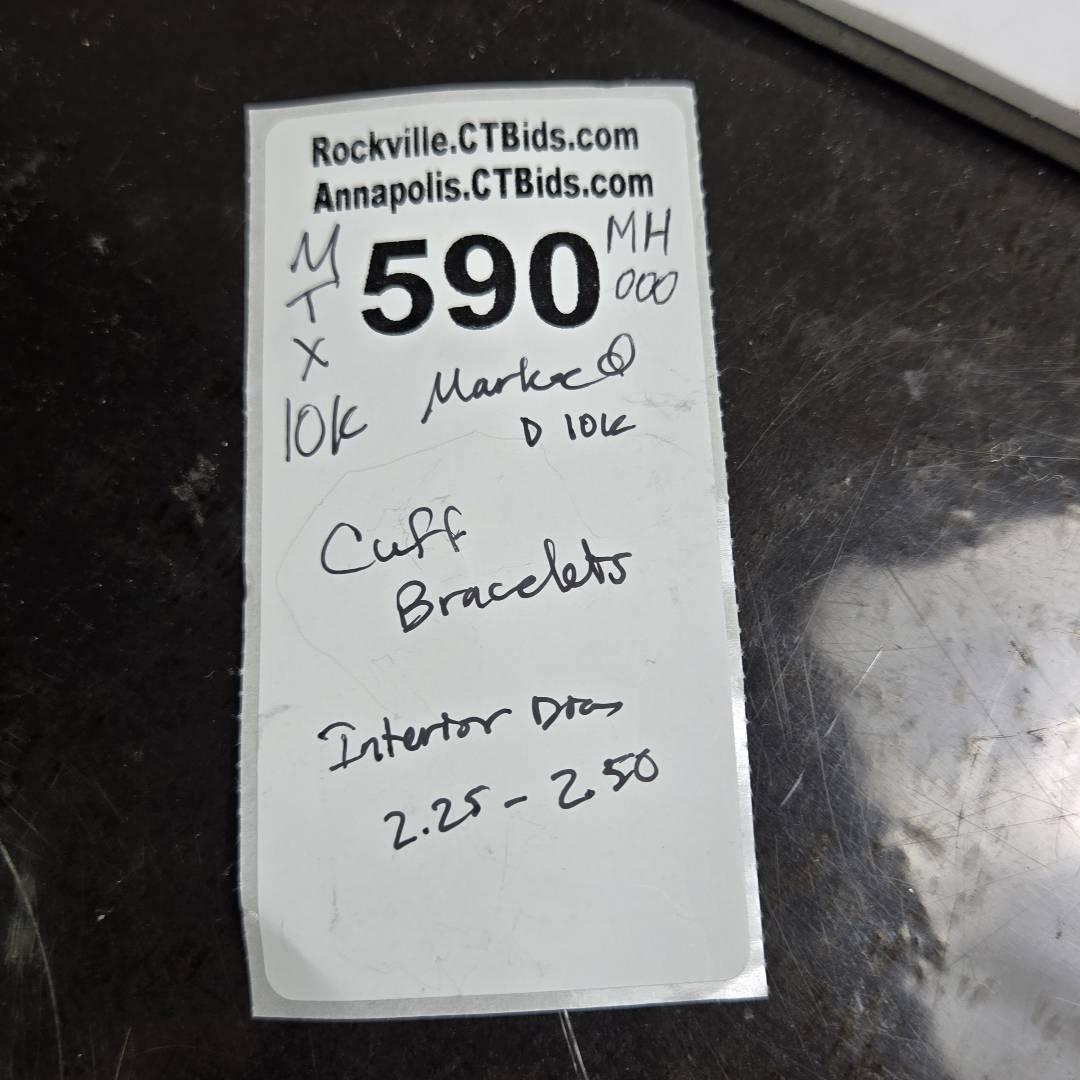 Rockville.CTBids.com
Annapolis.CTBids.com
M
T
X
590
MH
000
10K
Marked
D 10K
Cuff
Bracelets
Interior Dia
2.25 - 2.50